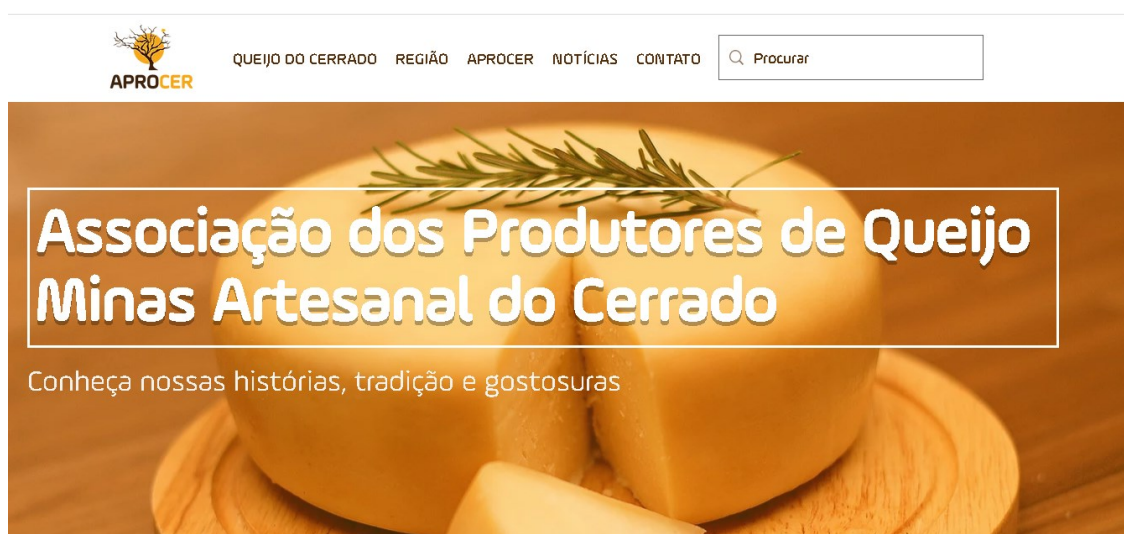 APROCER
QUEIJO DO CERRADO REGIÃO APROCER NOTÍCIAS CONTATO Procurar
Associação dos Produtores de Queijo
Minas Artesanal do Cerrado
Conheça nossas histórias, tradição e gostosuras